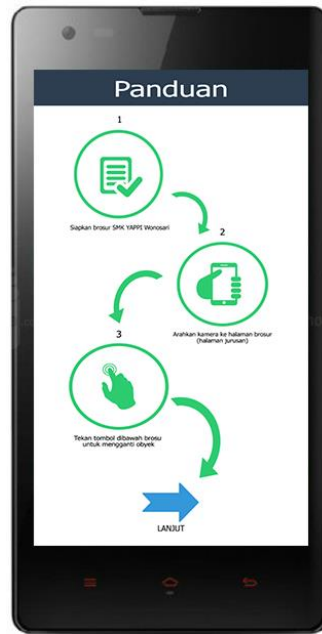 Panduan
1
Siapkan brosur SMK YAPPI Wonosari
2
Arahkan kamera ke halaman brosur
(halaman jurusan)
3
Tekan tombol dibawah brosu
untuk mengganti obyek
LANJUT